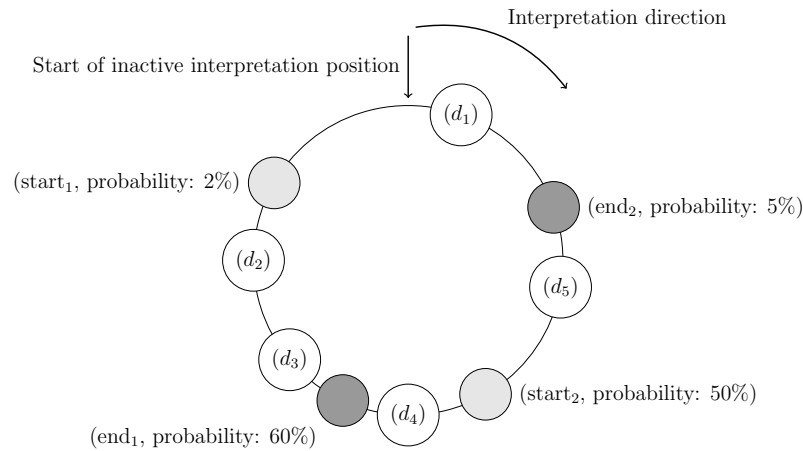 Interpretation direction
Start of inactive interpretation position
(d₁)
(start₁, probability: 2%)
(end₂, probability: 5%)
(d₂)
(d₅)
(d₃)
(start₂, probability: 50%)
(d₄)
(end₁, probability: 60%)